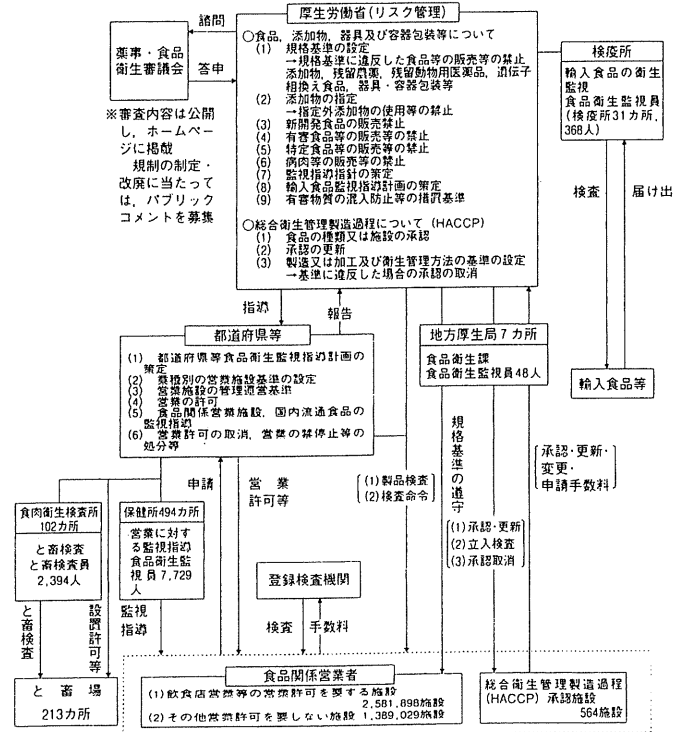 厚生労働省(リスク管理)
諮問
答申
薬事・食品
衛生審議会
※審査内容は公開
し，ホームペー
ジに掲載
規制の制定・
改廃に当たって
は，パブリック
コメントを募集
○食品，添加物，器具及び容器包装等について
(1) 規格基準の設定
→規格基準に違反した食品等の販売等の禁止
添加物，残留農薬，残留動物用医薬品，遺伝子
組換え食品，器具・容器包装等
(2) 添加物の指定
→指定外添加物の使用等の禁止
(3) 新開発食品の販売禁止
(4) 有害食品等の販売等の禁止
(5) 特定食品等の販売等の禁止
(6) 病肉等の販売等の禁止
(7) 監視指導指針の策定
(8) 輸入食品監視指導計画の策定
(9) 有害物質の混入防止等の措置基準
○総合衛生管理製造過程について(HACCP)
(1) 食品の種類又は施設の承認
(2) 承認の更新
(3) 製造又は加工及び衛生管理方法の基準の設定
→基準に違反した場合の承認の取消
検疫所
輸入食品の衛生
監視
食品衛生監視員
(検疫所31カ所，
368人)
検査
届け出
輸入食品等
指導
報告
都道府県等
(1) 都道府県等食品衛生監視指導計画の
策定
(2) 業種別の営業施設基準の設定
(3) 営業施設の管理運営基準
(4) 営業の許可
(5) 食品関係営業施設，国内流通食品の
監視指導
(6) 営業許可の取消，営業の禁停止等の
処分等
地方厚生局7カ所
食品衛生課
食品衛生監視員48人
申請
営業
許可等
(1)製品検査
(2)検査命令
規格基準の遵守
承認・更新・
変更・
申請手数料
(1)承認・更新
(2)立入検査
(3)承認取消
食肉衛生検査所
102カ所
と畜検査
と畜検査員
2,394人
保健所494カ所
営業に対す
る監視指導
食品衛生監
視員7,729
人
登録検査機関
検査
手数料
と畜検査
設置許可等
監視
指導
と畜場
213カ所
食品関係営業者
(1)飲食店営業等の営業許可を要する施設
2,581,898施設
(2)その他営業許可を要しない施設 1,389,029施設
総合衛生管理製造過程
(HACCP)承認施設
564施設